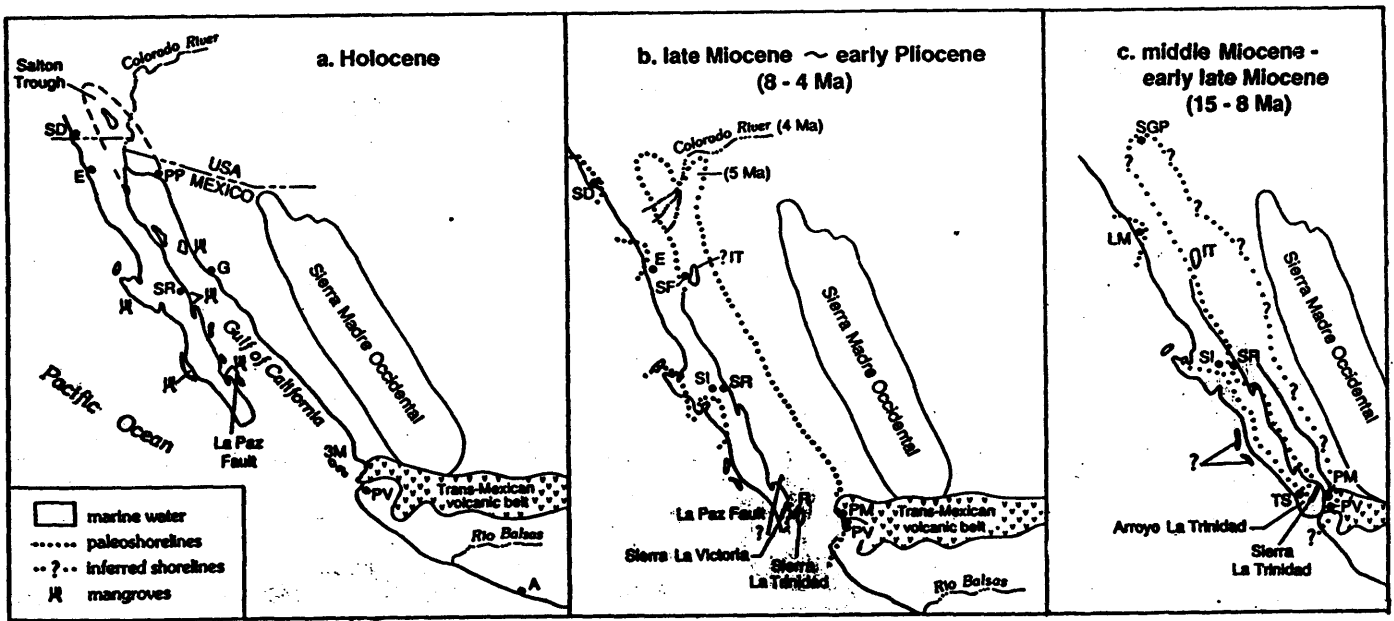 a. Holocene
Colorado River
Salton
Trough
SD
E
PP
USA
MEXICO
G
SR
Gulf of California
Sierra Madre Occidental
Pacific Ocean
La Paz
Fault
3M
PV
Trans-Mexican
volcanic belt
Rio Balsas
A
marine water
paleoshorelines
..?.. inferred shorelines
mangroves
b. late Miocene ~ early Pliocene
(8 - 4 Ma)
Colorado River (4 Ma)
(5 Ma)
SD
E
? IT
SF
Sierra Madre Occidental
SI
SR
La Paz Fault
R
?
PM
PV
Trans-Mexican
volcanic belt
Sierra La Victoria
Sierra
La Trinidad
Rio Balsas
c. middle Miocene -
early late Miocene
(15 - 8 Ma)
SGP
?
?
?
LM
IT
?
Sierra Madre Occidental
?
SI
SR
?
?
?
?
PM
TS
PV
Arroyo La Trinidad
Sierra
La Trinidad
?